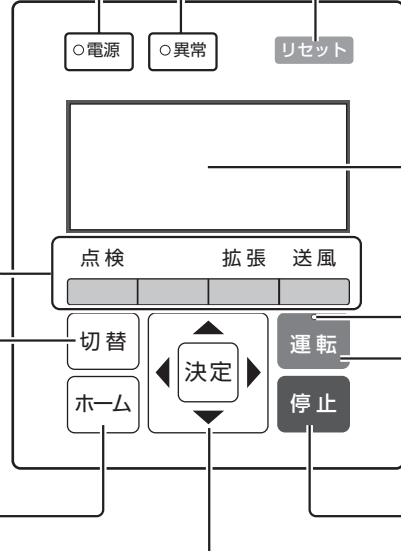 ○電源 ○異常 リセット
点検 拡張 送風
切替 運転
決定
ホーム 停止